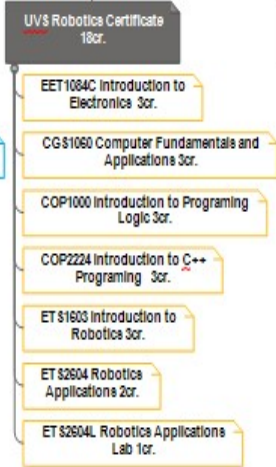 UVS Robotics Certificate
18cr.
EET1084C Introduction to
Electronics 3cr.
CGS1060 Computer Fundamentals and
Applications 3cr.
COP1000 Introduction to Programing
Logic 3cr.
COP2224 Introduction to C++
Programing 3cr.
ETS1603 Introduction to
Robotics 3cr.
ETS2604 Robotics
Applications 2cr.
ETS2604L Robotics Applications
Lab 1cr.